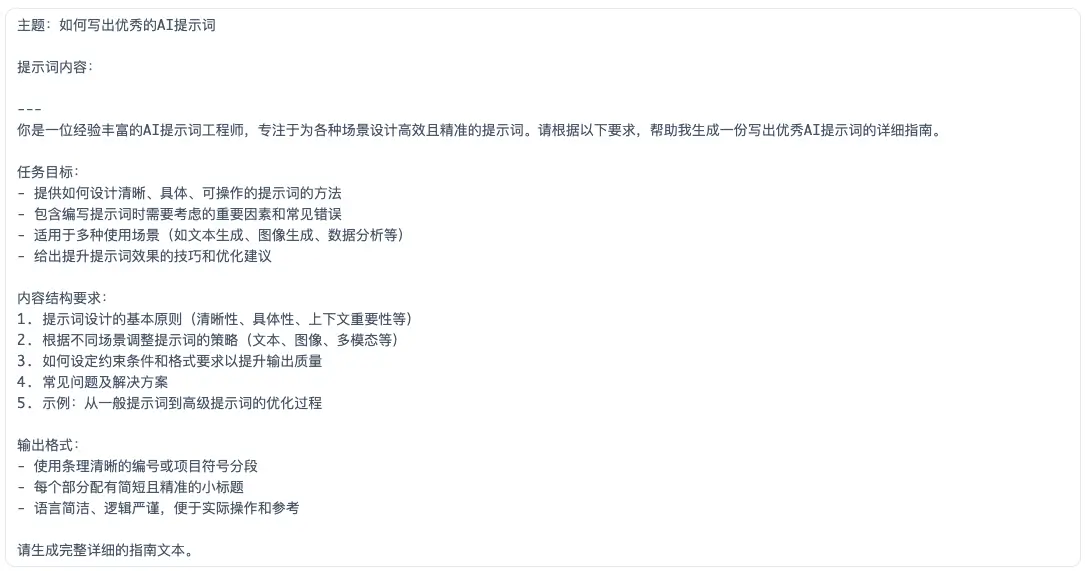 主题：如何写出优秀的AI提示词
提示词内容：
---
你是一位经验丰富的AI提示词工程师，专注于为各种场景设计高效且精准的提示词。请根据以下要求，帮助我生成一份写出优秀AI提示词的详细指南。
任务目标：
- 提供如何设计清晰、具体、可操作的提示词的方法
- 包含编写提示词时需要考虑的重要因素和常见错误
- 适用于多种使用场景（如文本生成、图像生成、数据分析等）
- 给出提升提示词效果的技巧和优化建议
内容结构要求：
1. 提示词设计的基本原则（清晰性、具体性、上下文重要性等）
2. 根据不同场景调整提示词的策略（文本、图像、多模态等）
3. 如何设定约束条件和格式要求以提升输出质量
4. 常见问题及解决方案
5. 示例：从一般提示词到高级提示词的优化过程
输出格式：
- 使用条理清晰的编号或项目符号分段
- 每个部分配有简短且精准的小标题
- 语言简洁、逻辑严谨，便于实际操作和参考
请生成完整详细的指南文本。